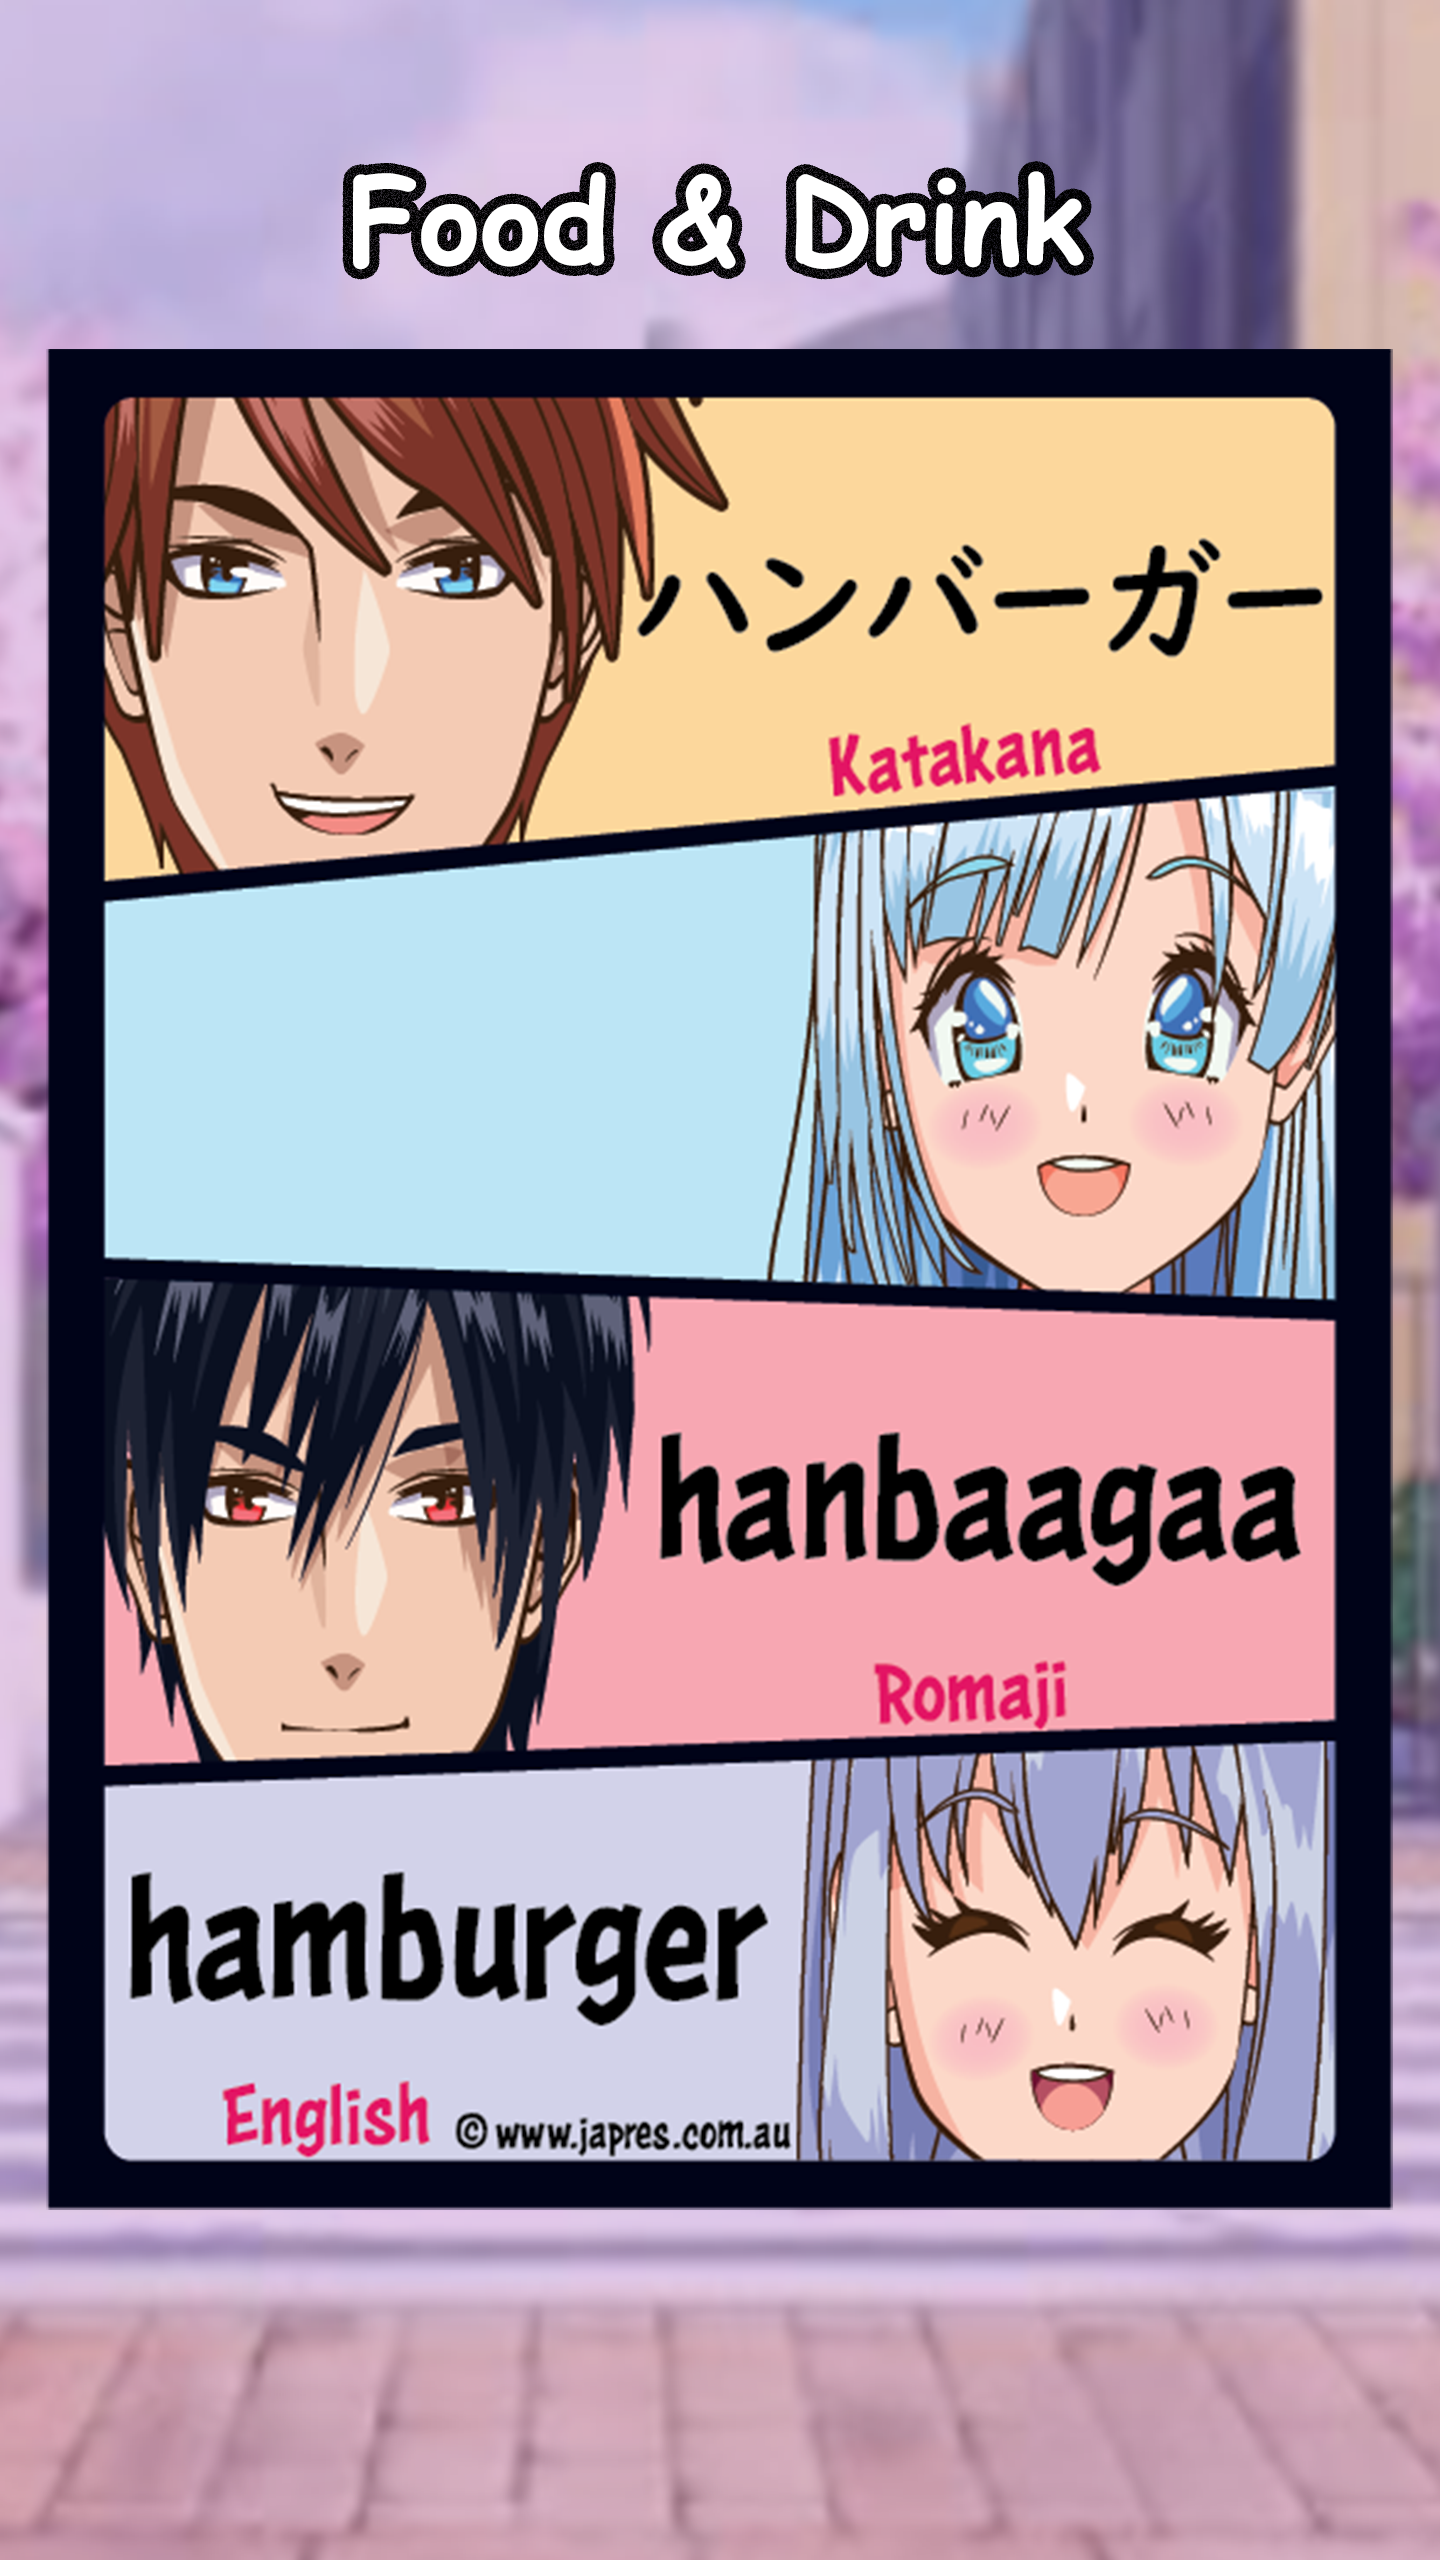 Food & Drink
ハンバーガー
Katakana
hanbaagaa
Romaji
hamburger
English © www.japres.com.au